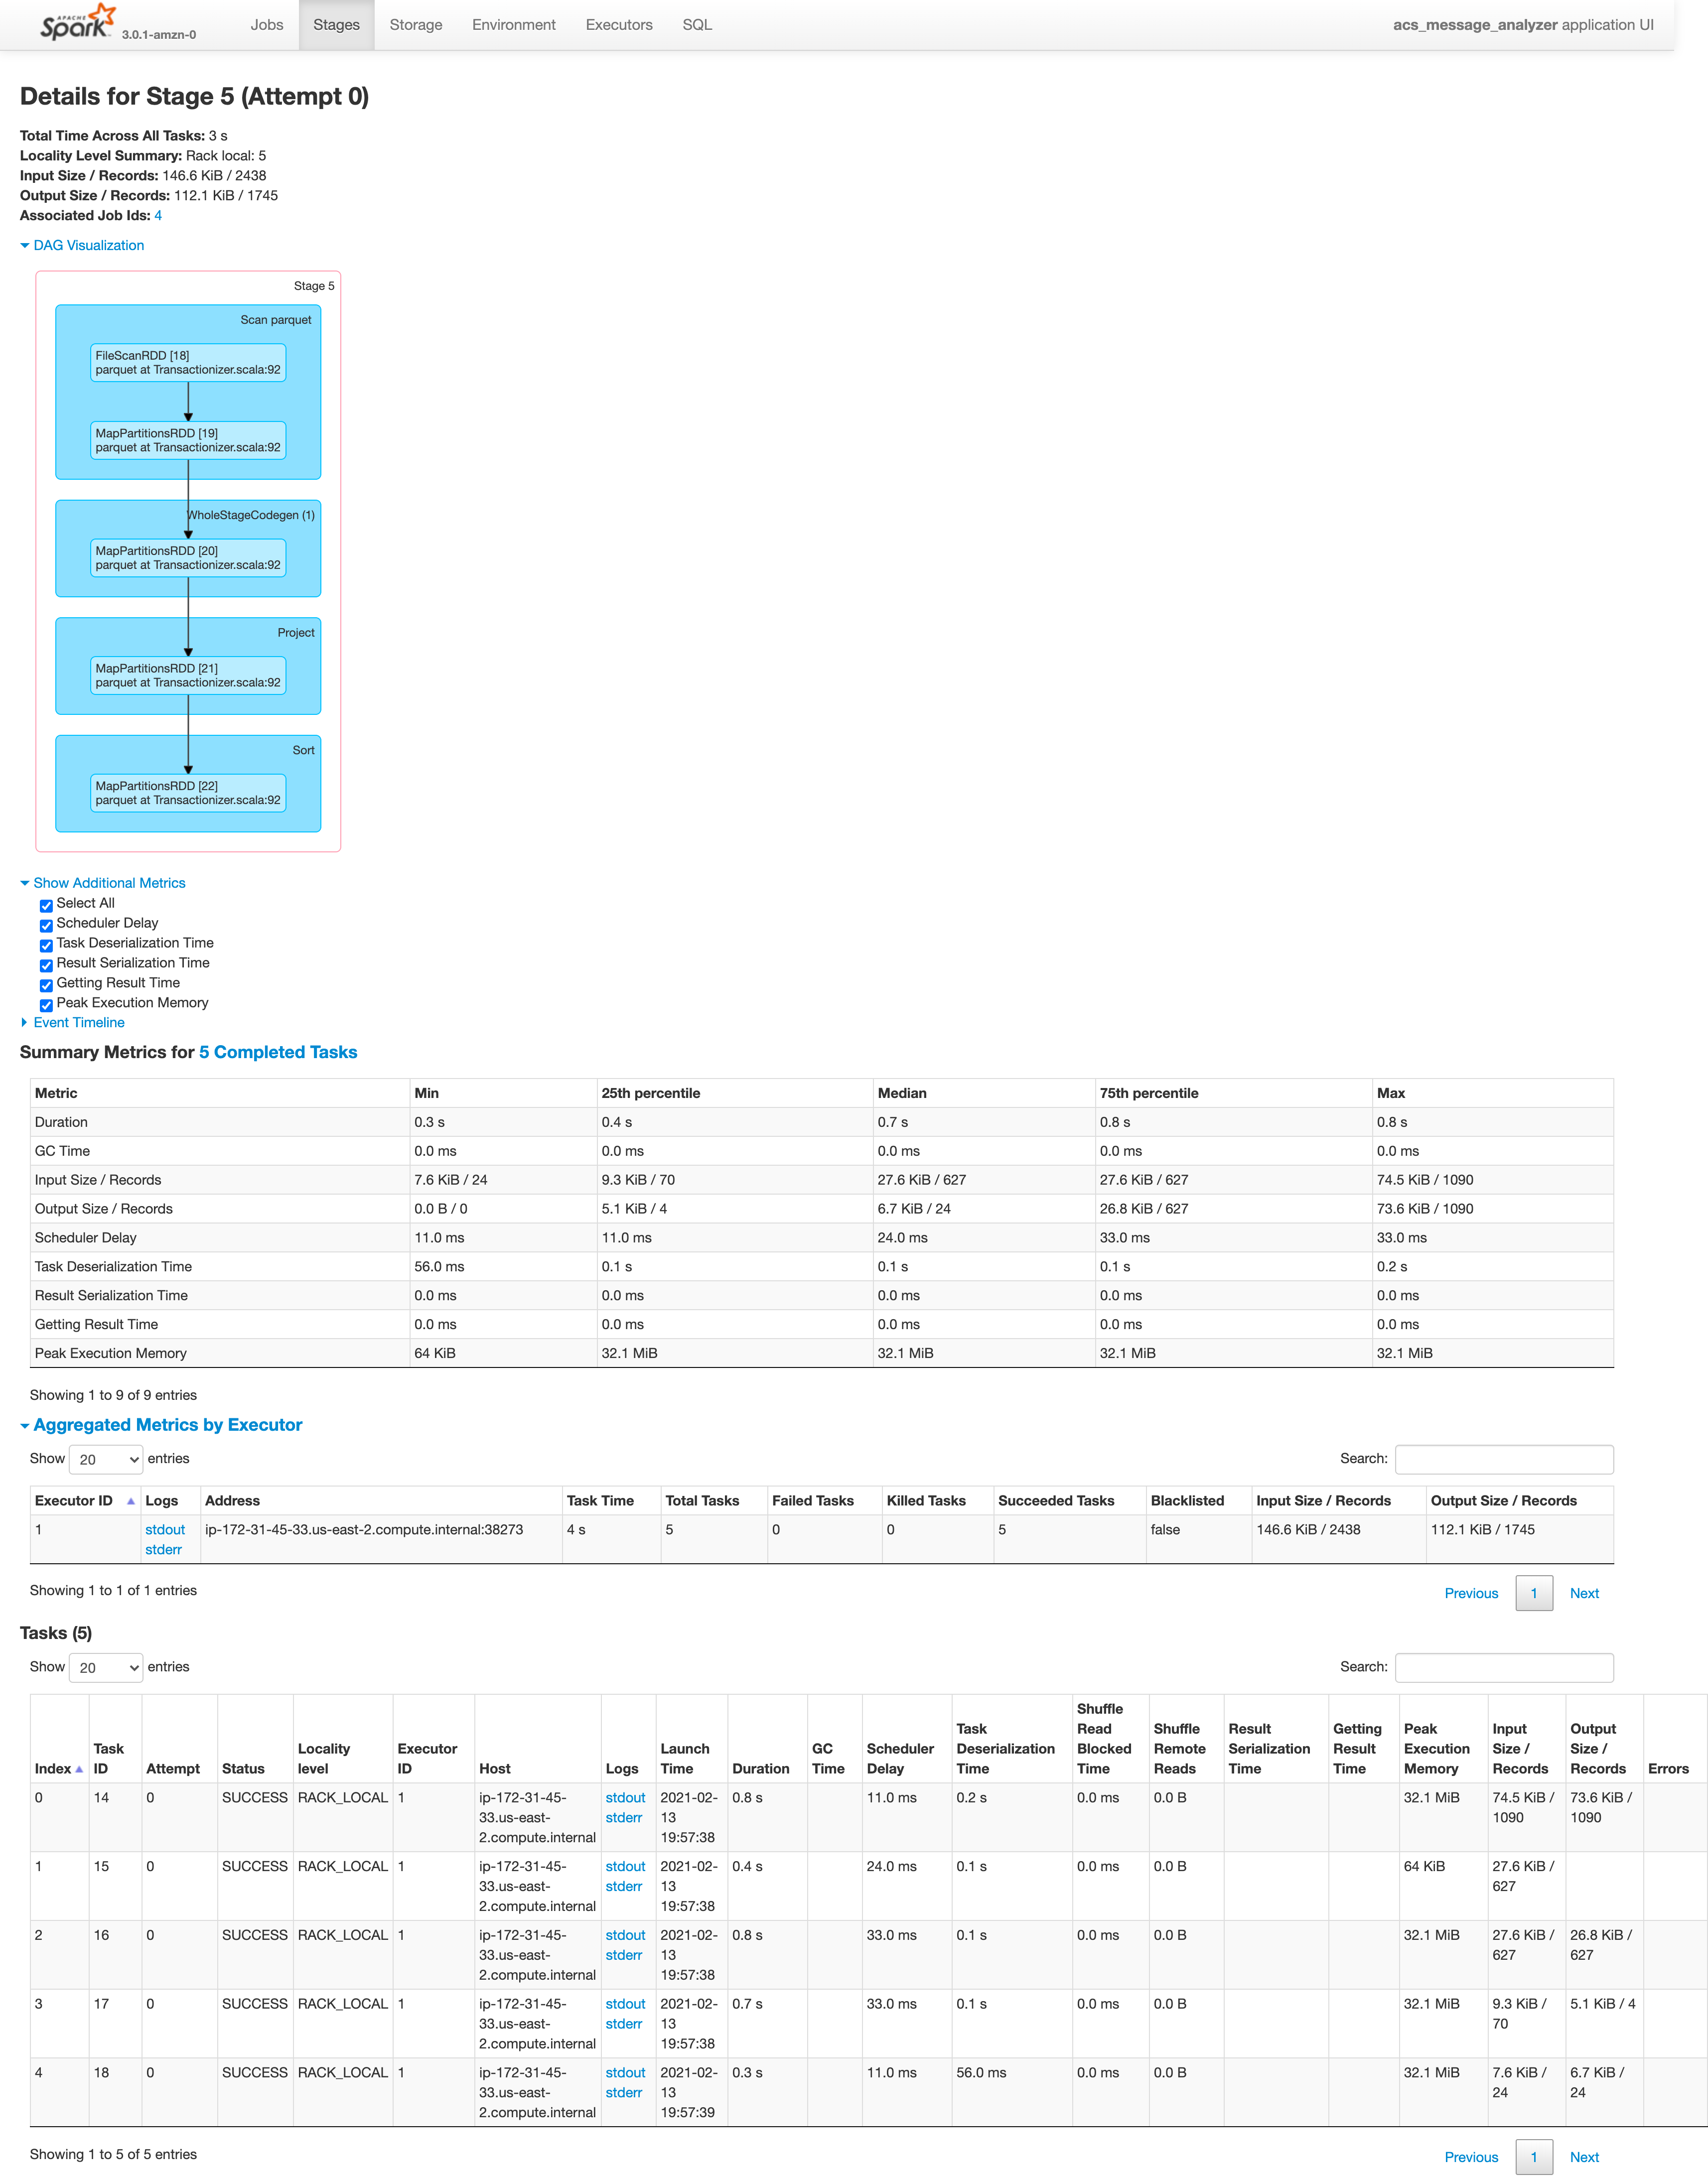 APACHE
Spark 3.0.1-amzn-0 Jobs Stages Storage Environment Executors SQL acs_message_analyzer application UI
Details for Stage 5 (Attempt 0)
Total Time Across All Tasks: 3 s
Locality Level Summary: Rack local: 5
Input Size / Records: 146.6 KiB / 2438
Output Size / Records: 112.1 KiB / 1745
Associated Job Ids: 4
DAG Visualization
Stage 5
Scan parquet
FileScanRDD [18]
parquet at Transactionizer.scala:92
MapPartitionsRDD [19]
parquet at Transactionizer.scala:92
WholeStageCodegen (1)
MapPartitionsRDD [20]
parquet at Transactionizer.scala:92
Project
MapPartitionsRDD [21]
parquet at Transactionizer.scala:92
Sort
MapPartitionsRDD [22]
parquet at Transactionizer.scala:92
Show Additional Metrics
Select All
Scheduler Delay
Task Deserialization Time
Result Serialization Time
Getting Result Time
Peak Execution Memory
Event Timeline
Summary Metrics for 5 Completed Tasks
Metric Min 25th percentile Median 75th percentile Max
Duration 0.3 s 0.4 s 0.7 s 0.8 s 0.8 s
GC Time 0.0 ms 0.0 ms 0.0 ms 0.0 ms 0.0 ms
Input Size / Records 7.6 KiB / 24 9.3 KiB / 70 27.6 KiB / 627 27.6 KiB / 627 74.5 KiB / 1090
Output Size / Records 0.0 B / 0 5.1 KiB / 4 6.7 KiB / 24 26.8 KiB / 627 73.6 KiB / 1090
Scheduler Delay 11.0 ms 11.0 ms 24.0 ms 33.0 ms 33.0 ms
Task Deserialization Time 56.0 ms 0.1 s 0.1 s 0.1 s 0.2 s
Result Serialization Time 0.0 ms 0.0 ms 0.0 ms 0.0 ms 0.0 ms
Getting Result Time 0.0 ms 0.0 ms 0.0 ms 0.0 ms 0.0 ms
Peak Execution Memory 64 KiB 32.1 MiB 32.1 MiB 32.1 MiB 32.1 MiB
Showing 1 to 9 of 9 entries
Aggregated Metrics by Executor
Show 20 entries Search:
Executor ID Logs Address Task Time Total Tasks Failed Tasks Killed Tasks Succeeded Tasks Blacklisted Input Size / Records Output Size / Records
1 stdout ip-172-31-45-33.us-east-2.compute.internal:38273 4 s 5 0 0 5 false 146.6 KiB / 2438 112.1 KiB / 1745
stderr
Showing 1 to 1 of 1 entries Previous 1 Next
Tasks (5)
Show 20 entries Search:
Shuffle
Task Read Shuffle Result Getting Peak Input Output
Task Locality Executor Launch GC Scheduler Deserialization Blocked Remote Serialization Result Execution Size / Size /
Index ID Attempt Status level ID Host Logs Time Duration Time Delay Time Time Reads Time Time Memory Records Records Errors
0 14 0 SUCCESS RACK_LOCAL 1 ip-172-31-45- stdout 2021-02- 0.8 s 11.0 ms 0.2 s 0.0 ms 0.0 B 32.1 MiB 74.5 KiB / 73.6 KiB /
33.us-east- stderr 13 1090 1090
2.compute.internal 19:57:38
1 15 0 SUCCESS RACK_LOCAL 1 ip-172-31-45- stdout 2021-02- 0.4 s 24.0 ms 0.1 s 0.0 ms 0.0 B 64 KiB 27.6 KiB /
33.us-east- stderr 13 627
2.compute.internal 19:57:38
2 16 0 SUCCESS RACK_LOCAL 1 ip-172-31-45- stdout 2021-02- 0.8 s 33.0 ms 0.1 s 0.0 ms 0.0 B 32.1 MiB 27.6 KiB / 26.8 KiB /
33.us-east- stderr 13 627 627
2.compute.internal 19:57:38
3 17 0 SUCCESS RACK_LOCAL 1 ip-172-31-45- stdout 2021-02- 0.7 s 33.0 ms 0.1 s 0.0 ms 0.0 B 32.1 MiB 9.3 KiB / 5.1 KiB / 4
33.us-east- stderr 13 70
2.compute.internal 19:57:38
4 18 0 SUCCESS RACK_LOCAL 1 ip-172-31-45- stdout 2021-02- 0.3 s 11.0 ms 56.0 ms 0.0 ms 0.0 B 32.1 MiB 7.6 KiB / 6.7 KiB /
33.us-east- stderr 13 24 24
2.compute.internal 19:57:39
Showing 1 to 5 of 5 entries Previous 1 Next